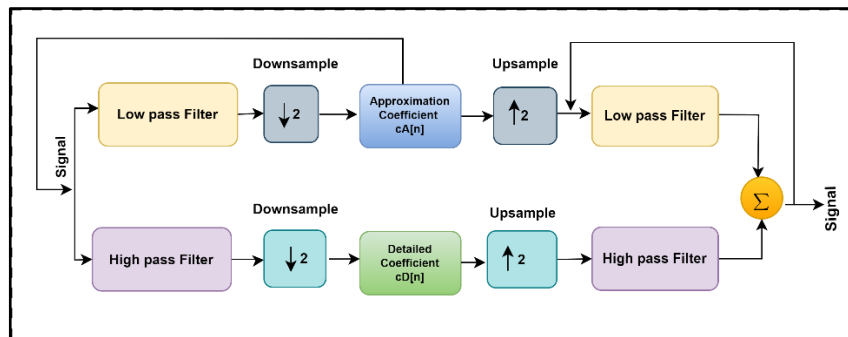 Downsample
Upsample
Signal
Low pass Filter
↓ 2
Approximation
Coefficient
cA[n]
↑ 2
Low pass Filter
Σ
Signal
Downsample
Upsample
High pass Filter
↓ 2
Detailed
Coefficient
cD[n]
↑ 2
High pass Filter